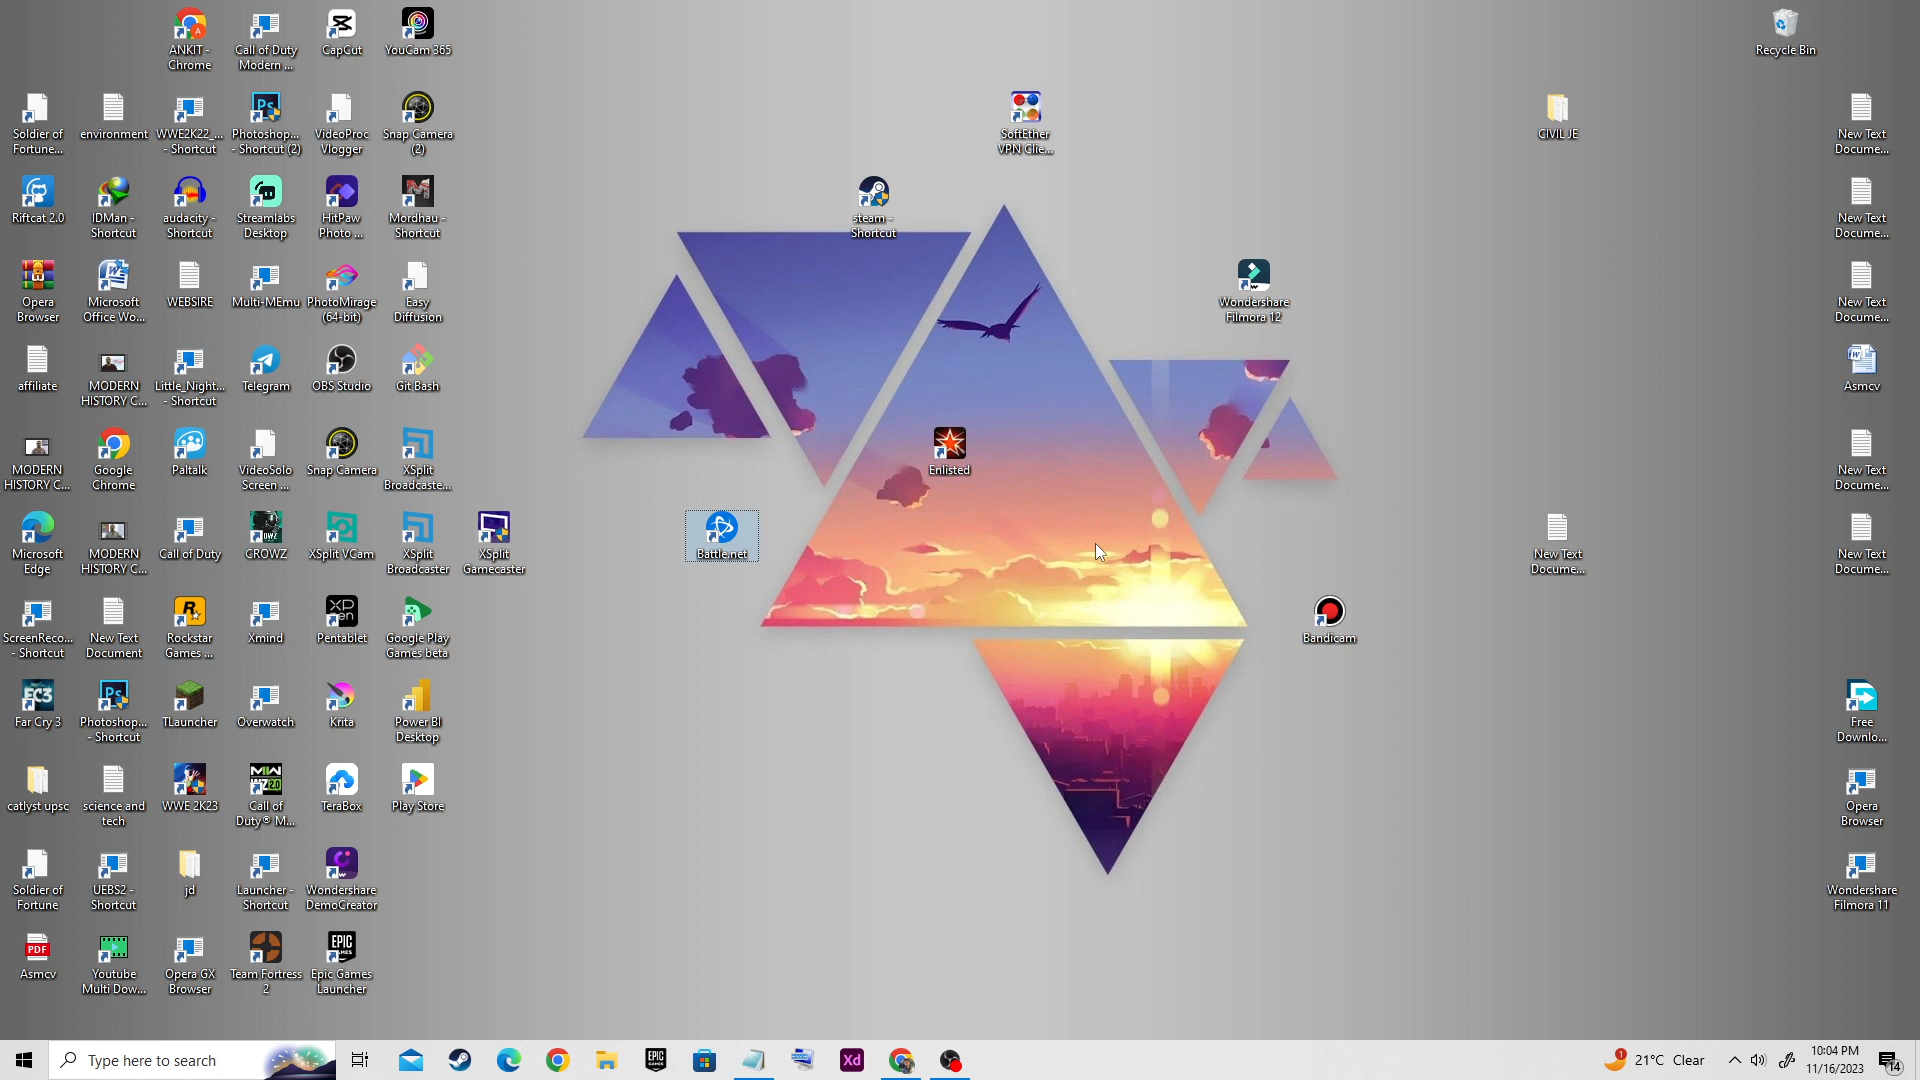 ANKIT -
Chrome
Call of Duty
Modern ...
CapCut
YouCam 365
Recycle Bin
Soldier of
Fortune...
environment
WWE2K22_...
- Shortcut
Photoshop...
- Shortcut (2)
VideoProc
Vlogger
Snap Camera
(2)
SoftEther
VPN Clie...
CIVIL JE
New Text
Docume...
Riftcat 2.0
IDMan -
Shortcut
audacity -
Shortcut
Streamlabs
Desktop
HitPaw
Photo ...
Mordhau -
Shortcut
steam -
Shortcut
New Text
Docume...
Opera
Browser
Microsoft
Office Wo...
WEBSIRE
Multi-MEmu
PhotoMirage
(64-bit)
Easy
Diffusion
Wondershare
Filmora 12
New Text
Docume...
affiliate
MODERN
HISTORY C...
Little_Night...
- Shortcut
Telegram
OBS Studio
Git Bash
Asmcv
MODERN
HISTORY C...
Google
Chrome
Paltalk
VideoSolo
Screen ...
Snap Camera
XSplit
Broadcaste...
Enlisted
New Text
Docume...
Microsoft
Edge
MODERN
HISTORY C...
Call of Duty
CROWZ
XSplit VCam
XSplit
Broadcaster
XSplit
Gamecaster
Battle.net
New Text
Docume...
New Text
Docume...
ScreenReco...
- Shortcut
New Text
Document
Rockstar
Games ...
Xmind
Pentablet
Google Play
Games beta
Bandicam
Far Cry 3
Photoshop...
- Shortcut
TLauncher
Overwatch
Krita
Power BI
Desktop
Free
Downlo...
catlyst upsc
science and
tech
WWE 2K23
Call of
Duty® M...
TeraBox
Play Store
Opera
Browser
Soldier of
Fortune
UEBS2 -
Shortcut
jd
Launcher -
Shortcut
Wondershare
DemoCreator
Wondershare
Filmora 11
Asmcv
Youtube
Multi Dow...
Opera GX
Browser
Team Fortress
2
Epic Games
Launcher
Type here to search
21°C Clear
10:04 PM
11/16/2023
14